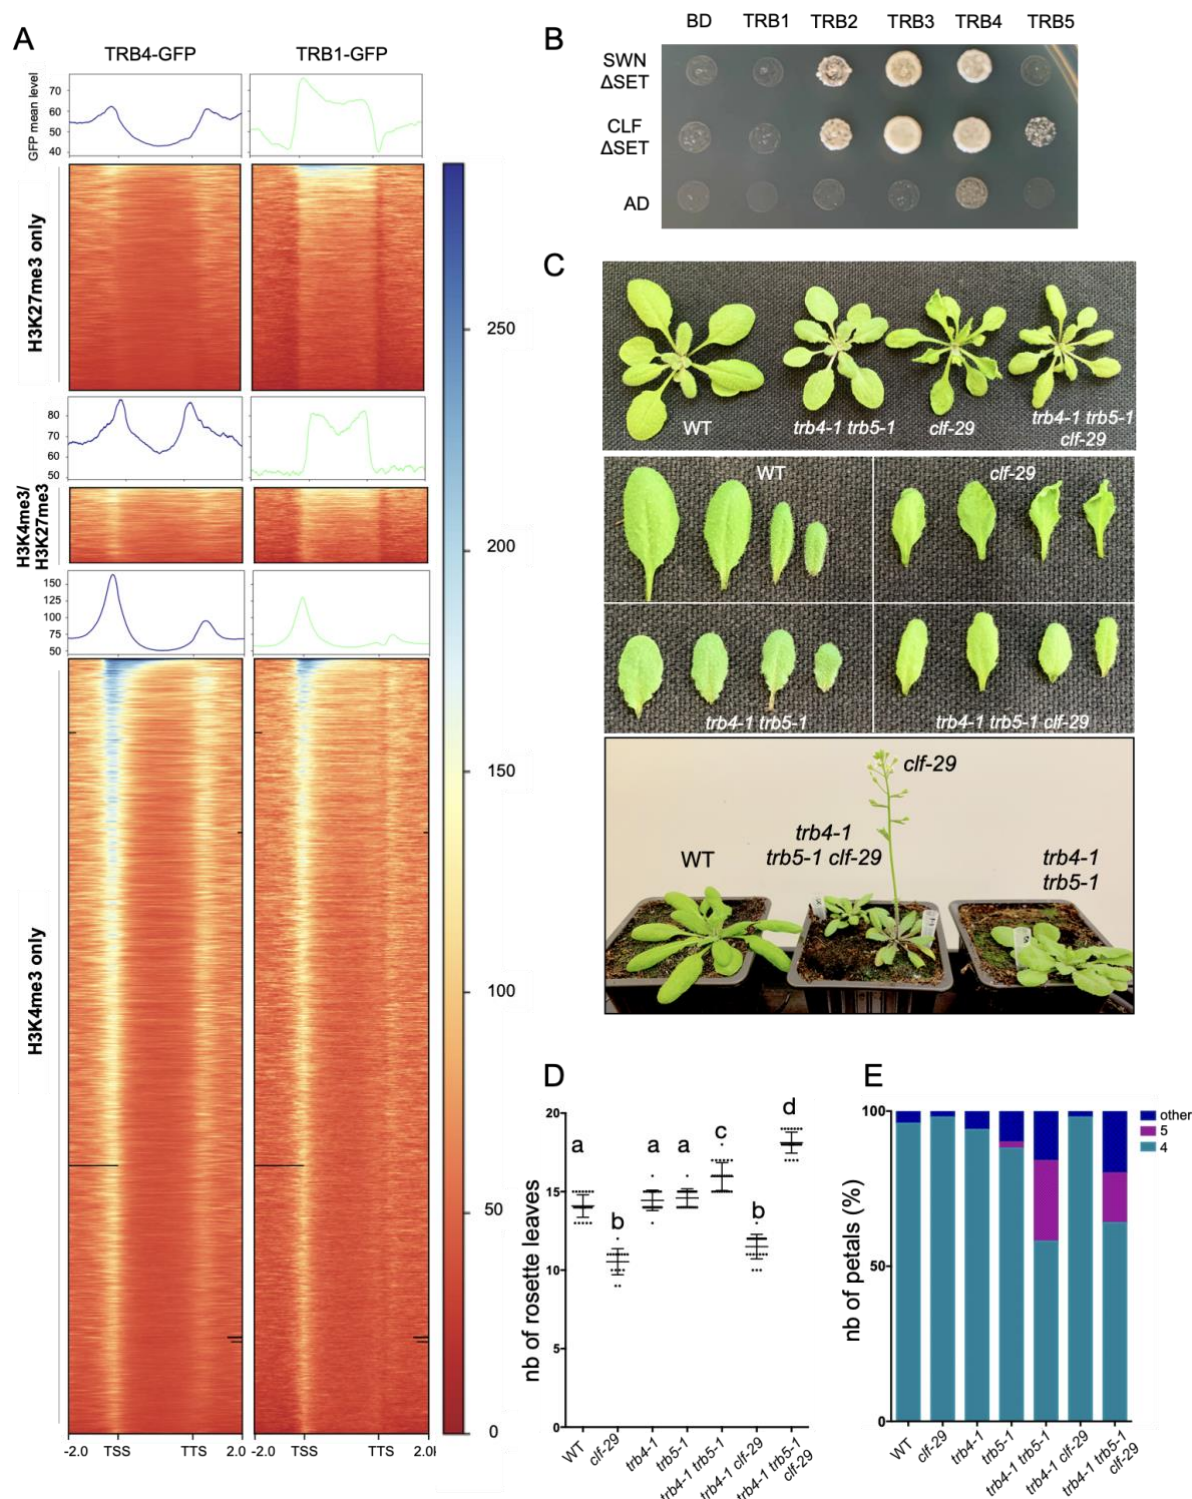 A
TRB4-GFP
TRB1-GFP
GFP mean level
70
60
50
40
H3K27me3 only
80
70
60
50
H3K4me3/
H3K27me3
150
125
100
75
50
H3K4me3 only
-2.0 TSS TTS 2.0
-2.0 TSS TTS 2.0
250
200
150
100
50
0
B
BD TRB1 TRB2 TRB3 TRB4 TRB5
SWN
ΔSET
CLF
ΔSET
AD
C
WT
trb4-1 trb5-1
clf-29
trb4-1 trb5-1
clf-29
WT
clf-29
trb4-1 trb5-1
trb4-1 trb5-1 clf-29
clf-29
trb4-1
trb5-1 clf-29
WT
trb4-1
trb5-1
D
nb of rosette leaves
20
15
10
5
0
a
b
a
a
c
b
d
WT
clf-29
trb4-1
trb5-1
trb4-1 trb5-1
trb4-1 clf-29
trb4-1 trb5-1
clf-29
E
nb of petals (%)
100
50
0
other
5
4
WT
clf-29
trb4-1
trb5-1
trb4-1 trb5-1
trb4-1 clf-29
trb4-1 trb5-1
clf-29